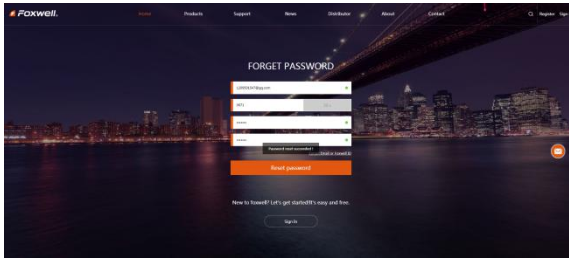 FOXWELL.
Home Products Support News Distributor About Contact Register Sign
FORGET PASSWORD
Password reset succeeded !
Reset password
New to foxwell? Let's get started!It's easy and free.
Sign In